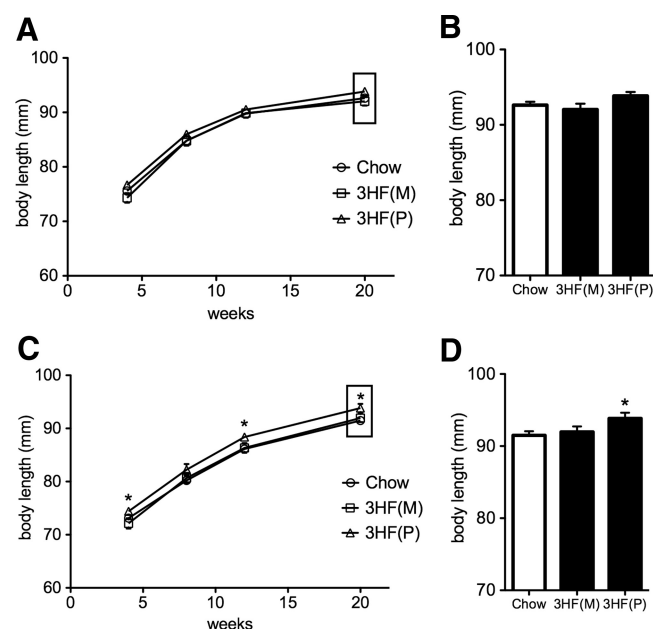 A
100
90
80
70
60
body length (mm)
0 5 10 15 20
weeks
Chow
3HF(M)
3HF(P)
B
100
90
80
70
body length (mm)
Chow 3HF(M) 3HF(P)
C
100
90
80
70
60
body length (mm)
* * *
0 5 10 15 20
weeks
Chow
3HF(M)
3HF(P)
D
100
90
80
70
body length (mm)
*
Chow 3HF(M) 3HF(P)